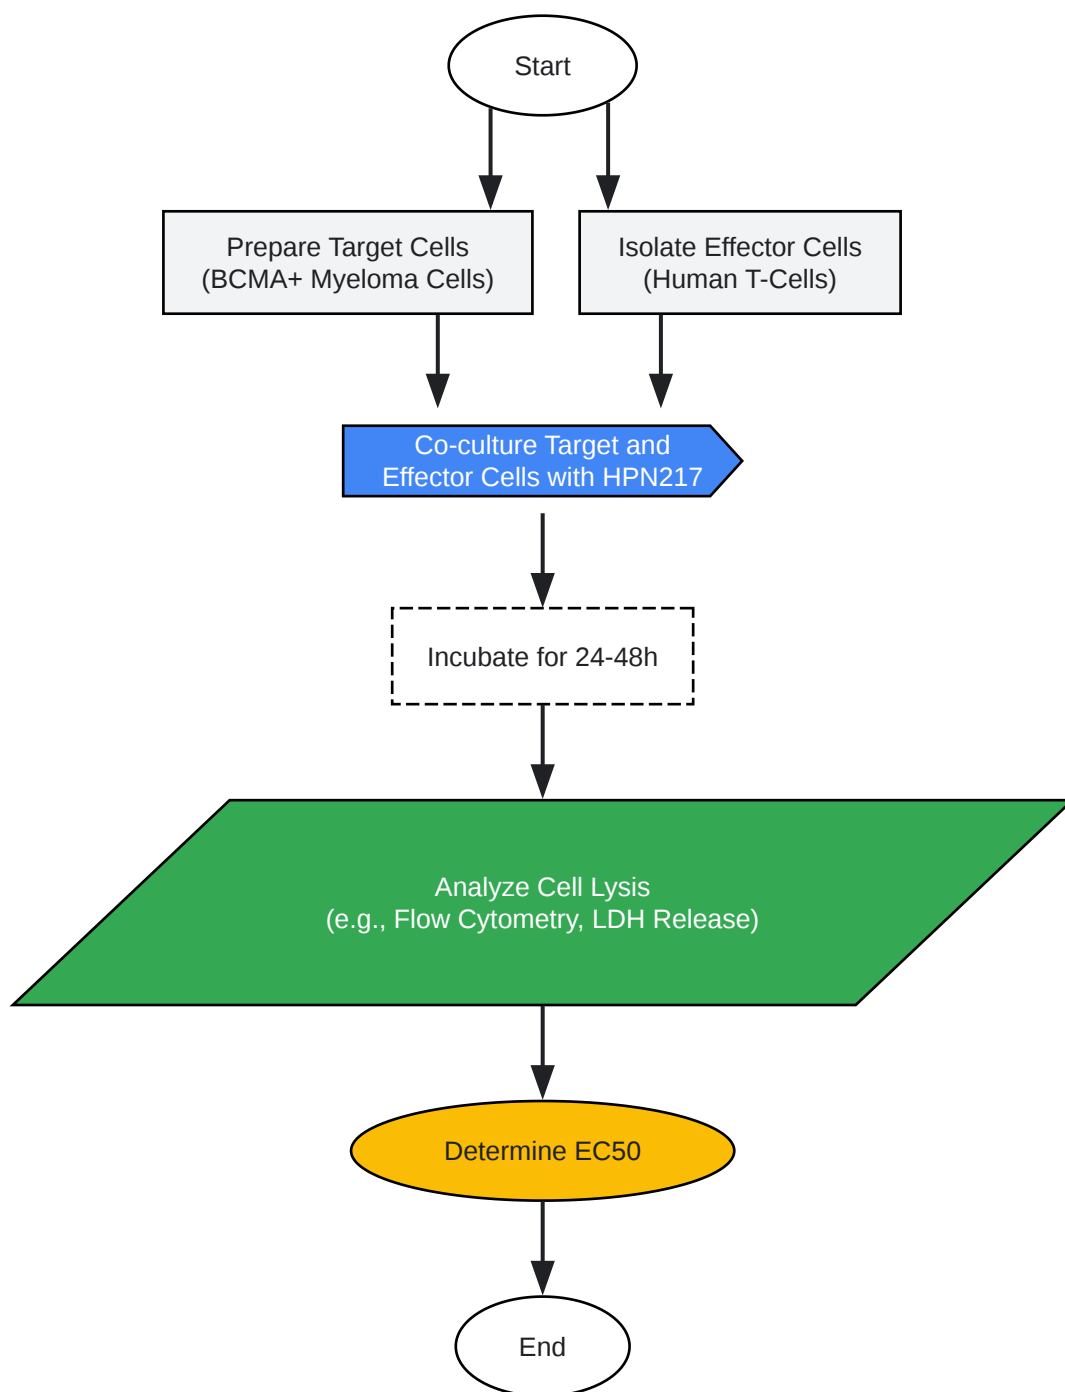 Start
Prepare Target Cells
(BCMA+ Myeloma Cells)
Isolate Effector Cells
(Human T-Cells)
Co-culture Target and
Effector Cells with HPN217
Incubate for 24-48h
Analyze Cell Lysis
(e.g., Flow Cytometry, LDH Release)
Determine EC50
End